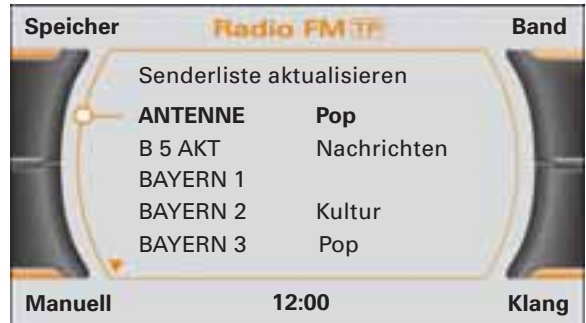 Speicher Radio FM TP Band
Senderliste aktualisieren
ANTENNE Pop
B 5 AKT Nachrichten
BAYERN 1
BAYERN 2 Kultur
BAYERN 3 Pop
Manuell 12:00 Klang